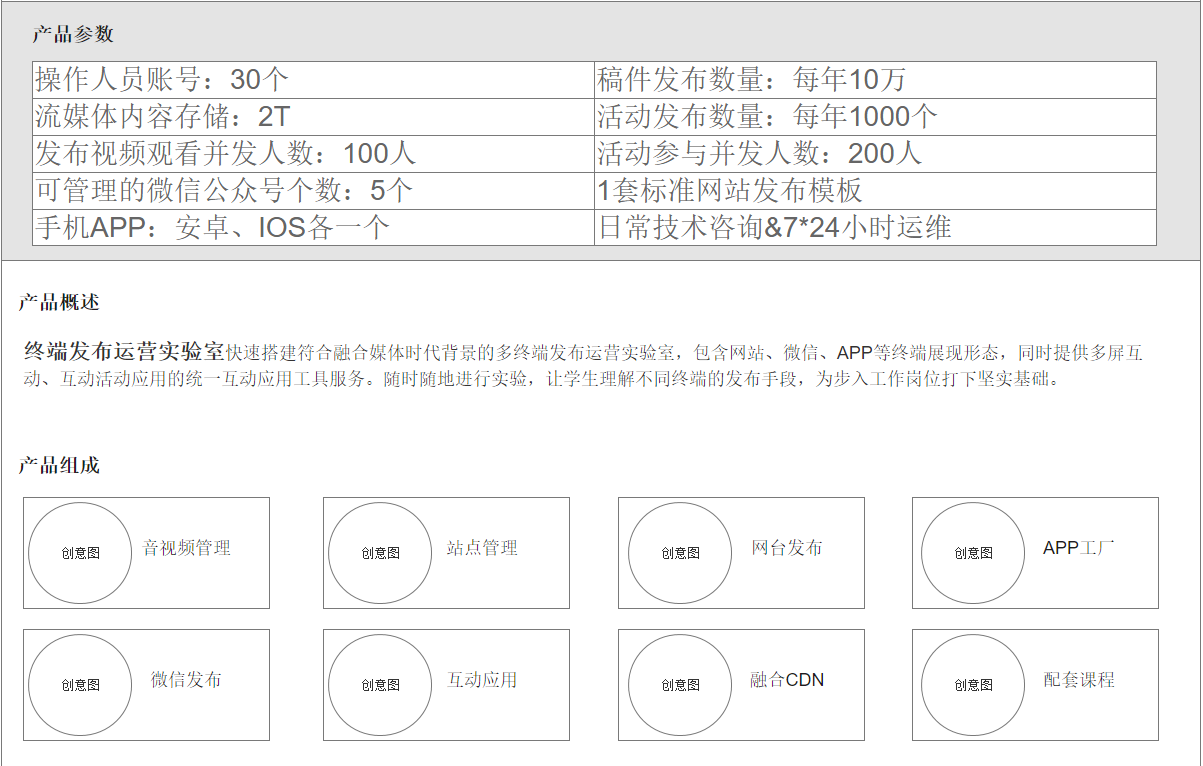 产品参数
操作人员账号：30个 稿件发布数量：每年10万
流媒体内容存储：2T 活动发布数量：每年1000个
发布视频观看并发人数：100人 活动参与并发人数：200人
可管理的微信公众号个数：5个 1套标准网站发布模板
手机APP：安卓、IOS各一个 日常技术咨询&7*24小时运维
产品概述
终端发布运营实验室快速搭建符合融合媒体时代背景的多终端发布运营实验室，包含网站、微信、APP等终端展现形态，同时提供多屏互
动、互动活动应用的统一互动应用工具服务。随时随地进行实验，让学生理解不同终端的发布手段，为步入工作岗位打下坚实基础。
产品组成
创意图 音视频管理 创意图 站点管理 创意图 网台发布 创意图 APP工厂
创意图 微信发布 创意图 互动应用 创意图 融合CDN 创意图 配套课程